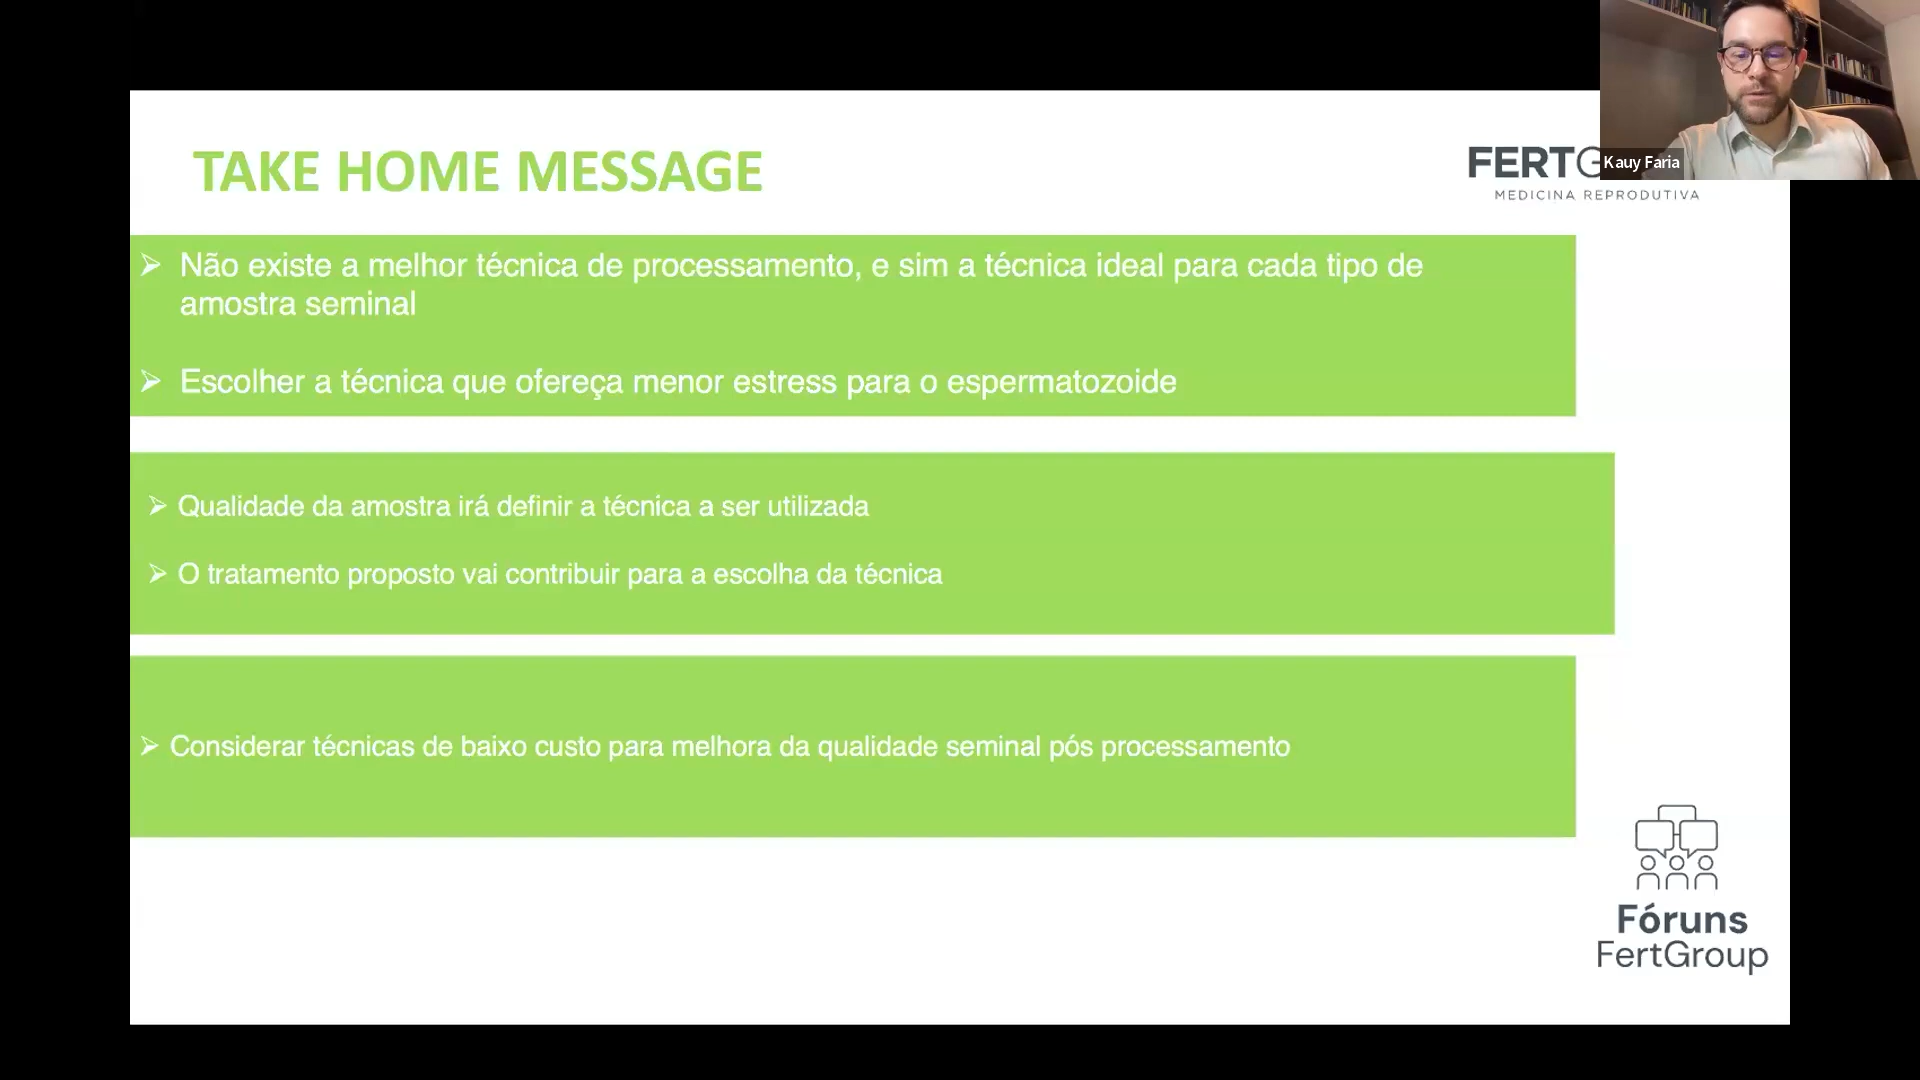 TAKE HOME MESSAGE
FERTG
MEDICINA REPRODUTIVA
Kauy Faria
➢ Não existe a melhor técnica de processamento, e sim a técnica ideal para cada tipo de
amostra seminal
➢ Escolher a técnica que ofereça menor estress para o espermatozoide
➢ Qualidade da amostra irá definir a técnica a ser utilizada
➢ O tratamento proposto vai contribuir para a escolha da técnica
➢ Considerar técnicas de baixo custo para melhora da qualidade seminal pós processamento
Fóruns
FertGroup